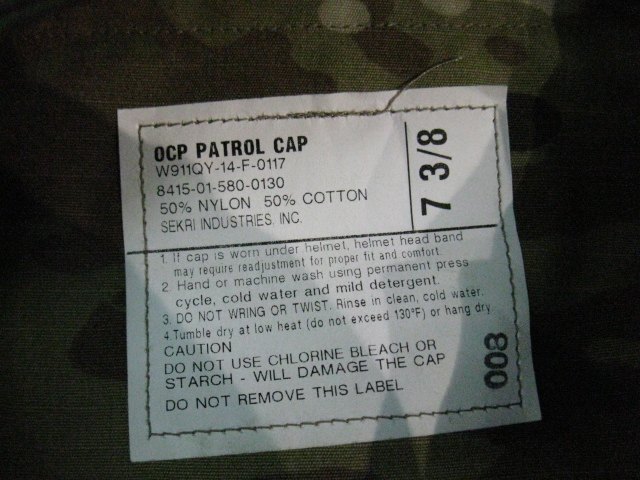 OCP PATROL CAP
W911QY-14-F-0117
8415-01-580-0130
50% NYLON 50% COTTON
SEKRI INDUSTRIES, INC.
7 3/8
1. If cap is worn under helmet, helmet head band
may require readjustment for proper fit and comfort.
2. Hand or machine wash using permanent press
cycle, cold water and mild detergent.
3. DO NOT WRING OR TWIST. Rinse in clean, cold water.
4.Tumble dry at low heat (do not exceed 130°F) or hang dry
CAUTION
DO NOT USE CHLORINE BLEACH OR
STARCH - WILL DAMAGE THE CAP
DO NOT REMOVE THIS LABEL
008